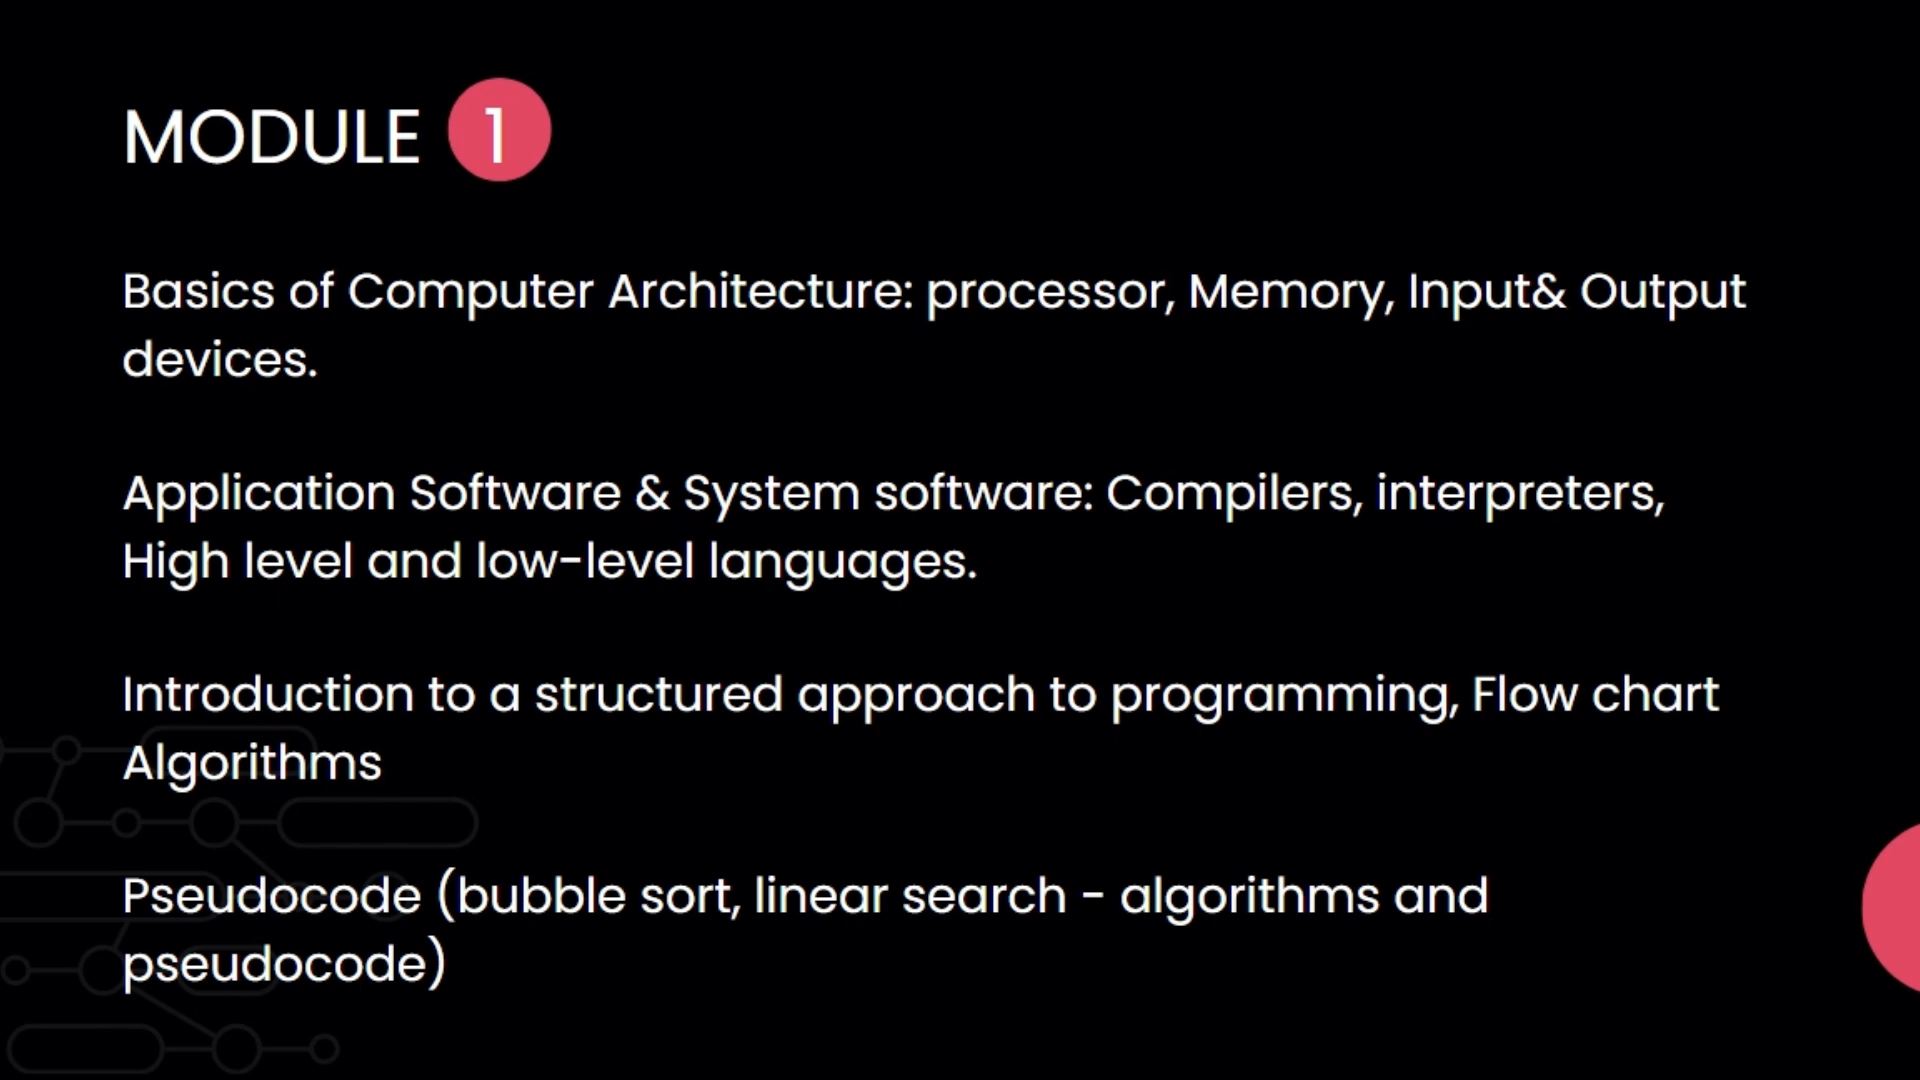 MODULE 1
Basics of Computer Architecture: processor, Memory, Input& Output
devices.
Application Software & System software: Compilers, interpreters,
High level and low-level languages.
Introduction to a structured approach to programming, Flow chart
Algorithms
Pseudocode (bubble sort, linear search - algorithms and
pseudocode)